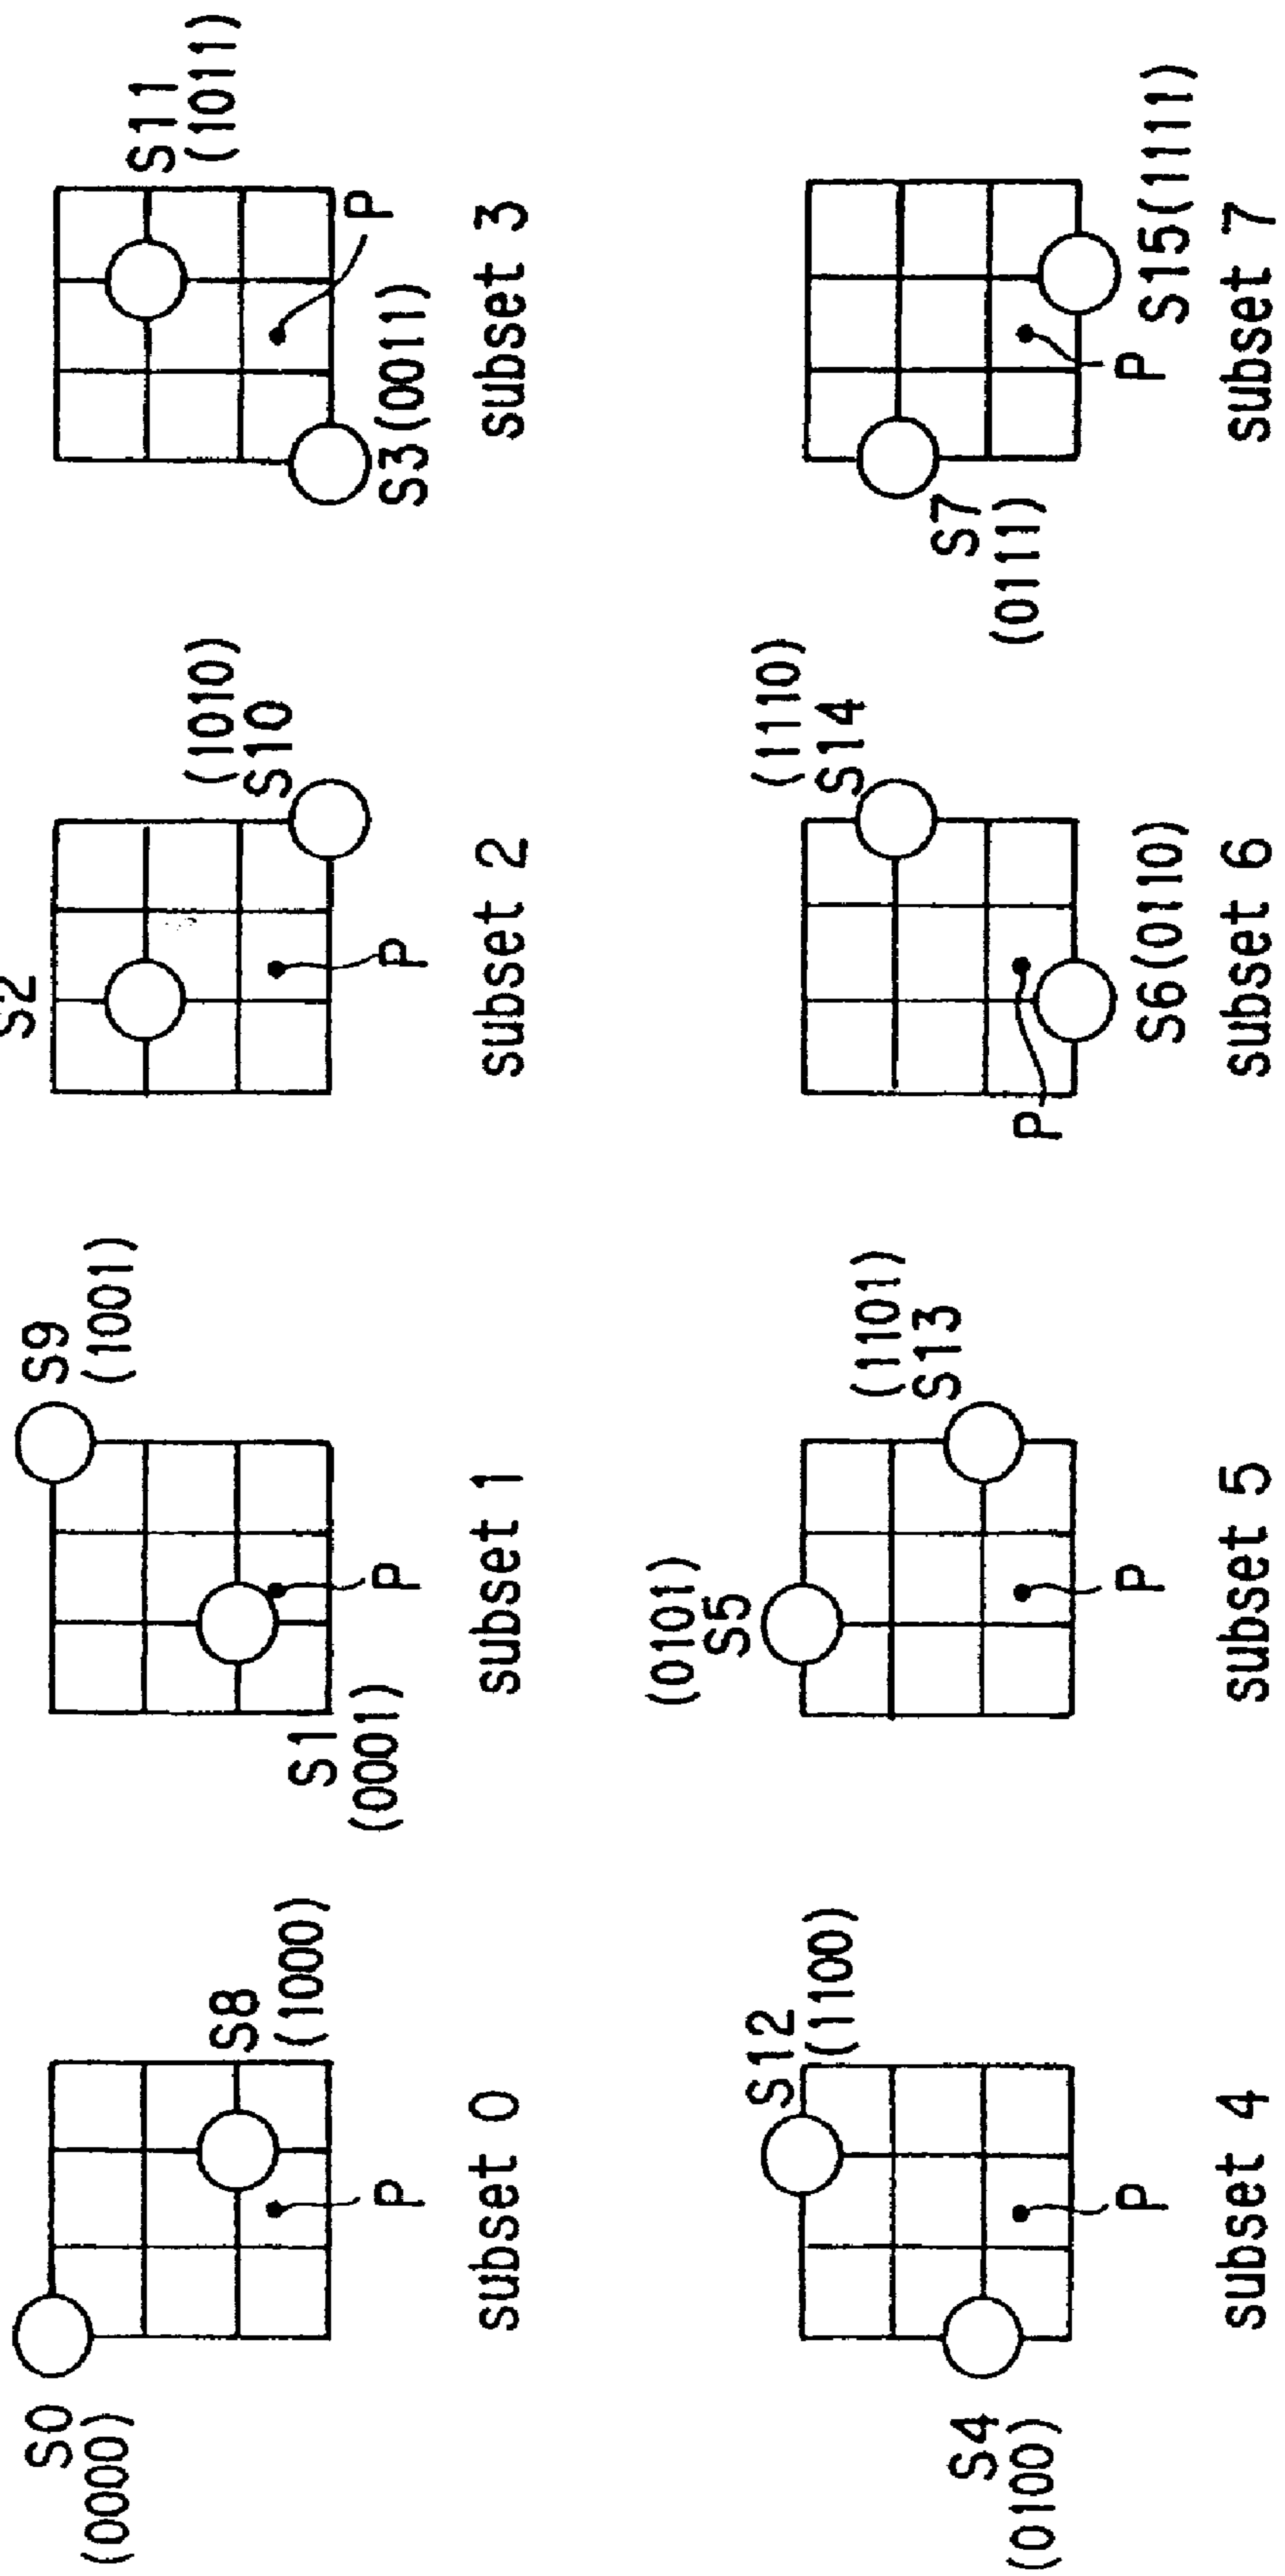 S0
(0000)
S8
(1000)
P
subset 0
S9
(1001)
S1
(0001)
P
subset 1
S2
(1010)
S10
P
subset 2
S11
(1011)
P
S3(0011)
subset 3
S12
(1100)
S4
(0100)
P
subset 4
(0101)
S5
(1101)
S13
P
subset 5
(1110)
S14
P
S6(0110)
subset 6
S7
(0111)
P
S15(1111)
subset 7